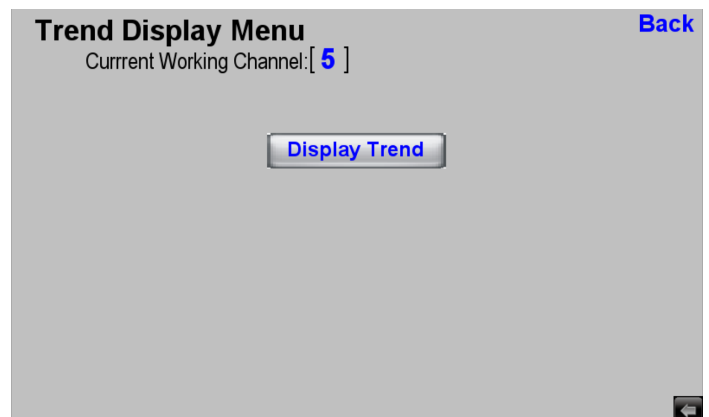 Trend Display Menu
Back
Currrent Working Channel:[ 5 ]
Display Trend